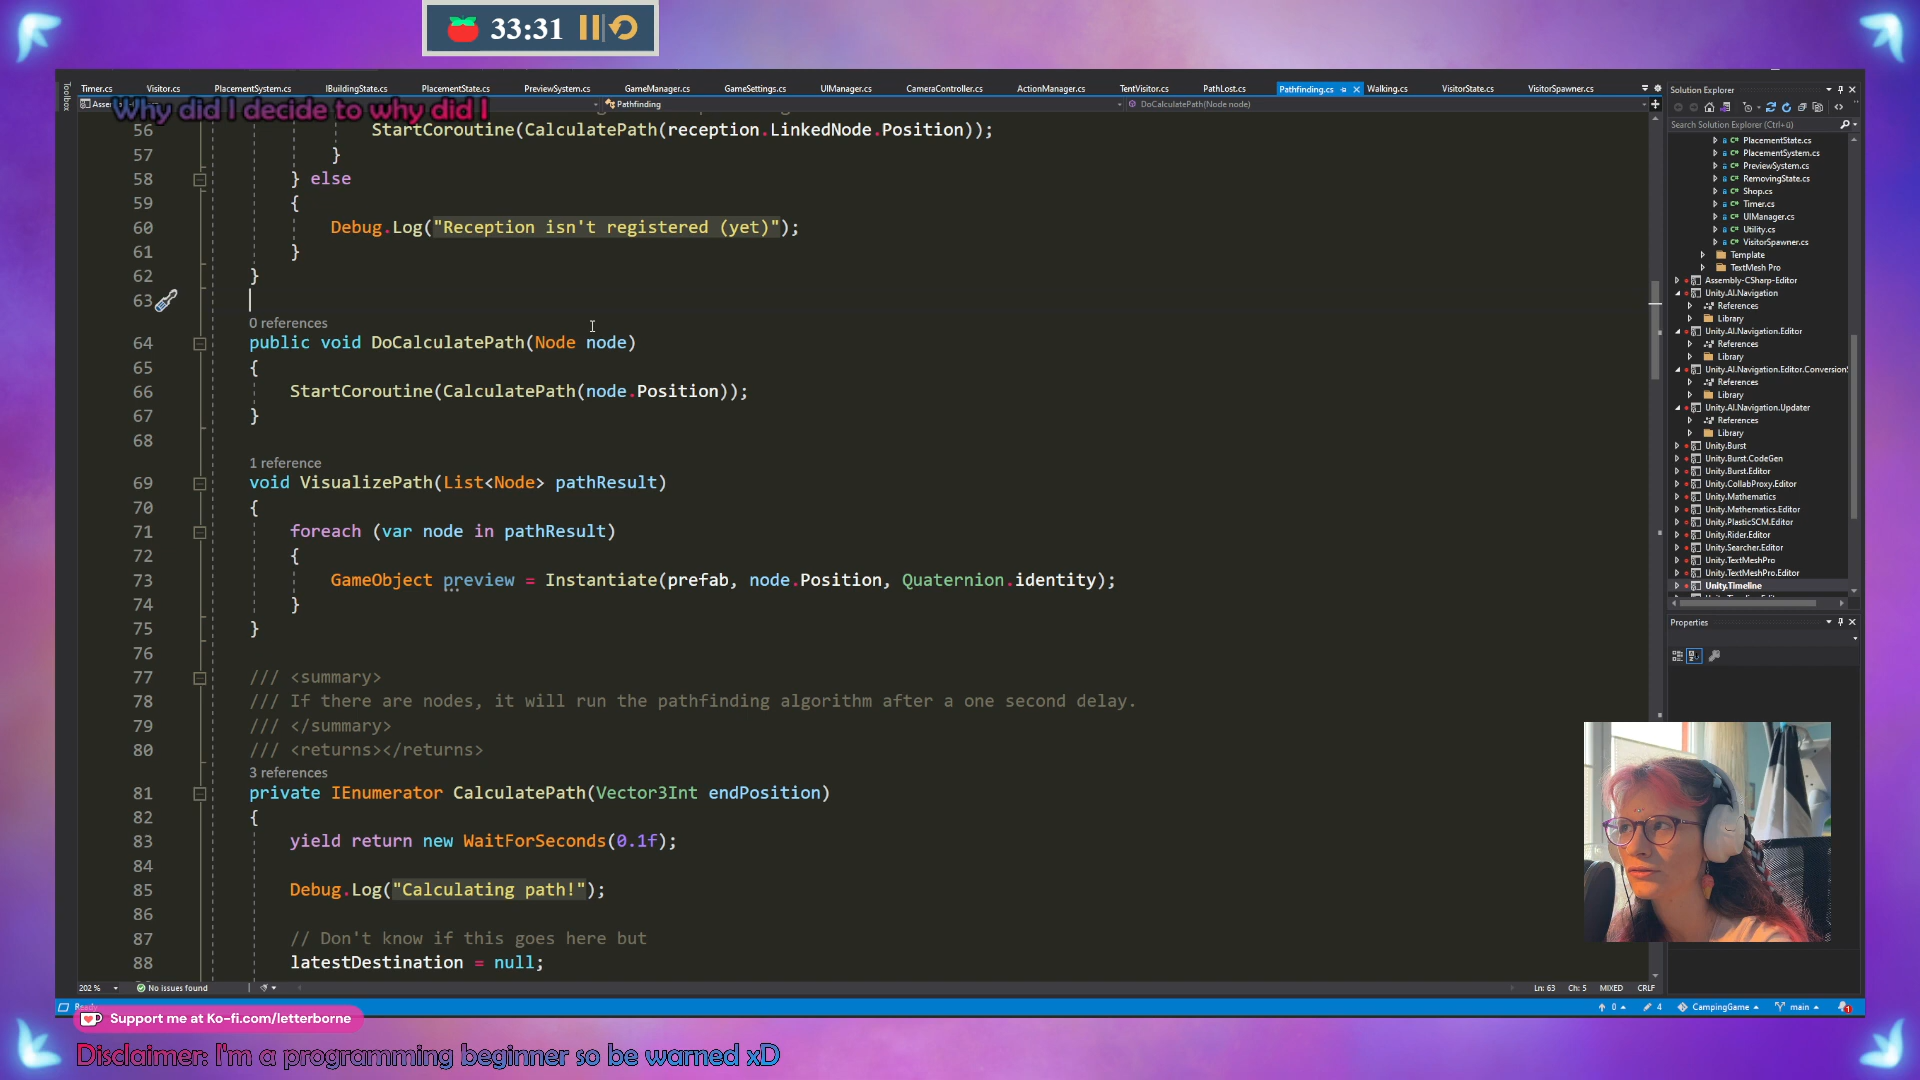 33:31
Timer.cs Visitor.cs PlacementSystem.cs IBuildingState.cs PlacementState.cs PreviewSystem.cs GameManager.cs GameSettings.cs UIManager.cs CameraController.cs ActionManager.cs TentVisitor.cs PathLost.cs Pathfinding.cs Walking.cs VisitorState.cs VisitorSpawner.cs
Toolbox
Why did I decide to why did I
Pathfinding
DoCalculatePath(Node node)
56 StartCoroutine(CalculatePath(reception.LinkedNode.Position));
57 }
58 } else
59 {
60 Debug.Log("Reception isn't registered (yet)");
61 }
62 }
63
0 references
64 public void DoCalculatePath(Node node)
65 {
66 StartCoroutine(CalculatePath(node.Position));
67 }
68
1 reference
69 void VisualizePath(List<Node> pathResult)
70 {
71 foreach (var node in pathResult)
72 {
73 GameObject preview = Instantiate(prefab, node.Position, Quaternion.identity);
74 }
75 }
76
77 /// <summary>
78 /// If there are nodes, it will run the pathfinding algorithm after a one second delay.
79 /// </summary>
80 /// <returns></returns>
3 references
81 private IEnumerator CalculatePath(Vector3Int endPosition)
82 {
83 yield return new WaitForSeconds(0.1f);
84
85 Debug.Log("Calculating path!");
86
87 // Don't know if this goes here but
88 latestDestination = null;
202 % No issues found Ln: 63 Ch: 5 MIXED CRLF
Solution Explorer
Search Solution Explorer (Ctrl+ü)
PlacementState.cs
PlacementSystem.cs
PreviewSystem.cs
RemovingState.cs
Shop.cs
Timer.cs
UIManager.cs
Utility.cs
VisitorSpawner.cs
Template
TextMesh Pro
Assembly-CSharp-Editor
Unity.AI.Navigation
References
Library
Unity.AI.Navigation.Editor
References
Library
Unity.AI.Navigation.Editor.Conversion
References
Library
Unity.AI.Navigation.Updater
References
Library
Unity.Burst
Unity.Burst.CodeGen
Unity.Burst.Editor
Unity.CollabProxy.Editor
Unity.Mathematics
Unity.Mathematics.Editor
Unity.PlasticSCM.Editor
Unity.Rider.Editor
Unity.Searcher.Editor
Unity.TextMeshPro
Unity.TextMeshPro.Editor
Unity.Timeline
Properties
0 4 CampingGame main
Support me at Ko-fi.com/letterborne
Disclaimer: I'm a programming beginner so be warned xD